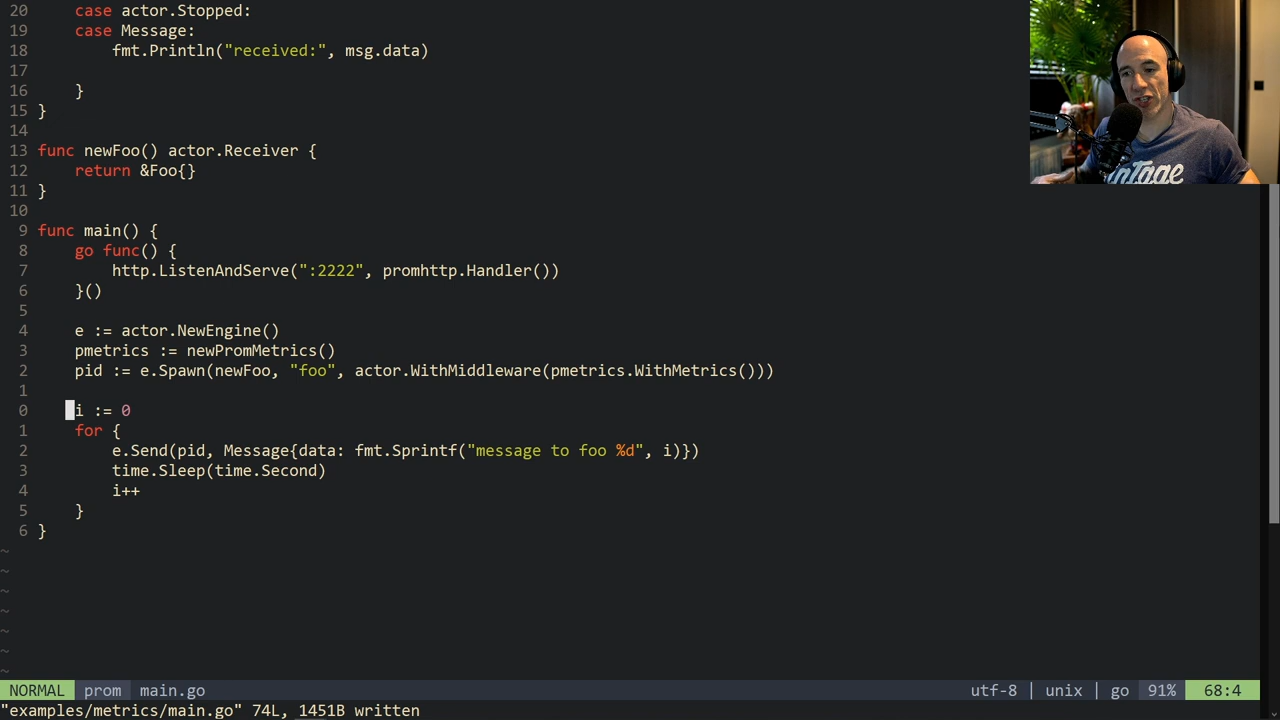 20 case actor.Stopped:
19 case Message:
18 fmt.Println("received:", msg.data)
17
16 }
15 }
14
13 func newFoo() actor.Receiver {
12 return &Foo{}
11 }
10
9 func main() {
8 go func() {
7 http.ListenAndServe(":2222", promhttp.Handler())
6 }()
5
4 e := actor.NewEngine()
3 pmetrics := newPromMetrics()
2 pid := e.Spawn(newFoo, "foo", actor.WithMiddleware(pmetrics.WithMetrics()))
1
0 i := 0
1 for {
2 e.Send(pid, Message{data: fmt.Sprintf("message to foo %d", i)})
3 time.Sleep(time.Second)
4 i++
5 }
6 }
~
~
~
~
~
~
~
NORMAL prom main.go utf-8 | unix | go 91% 68:4
"examples/metrics/main.go" 74L, 1451B written